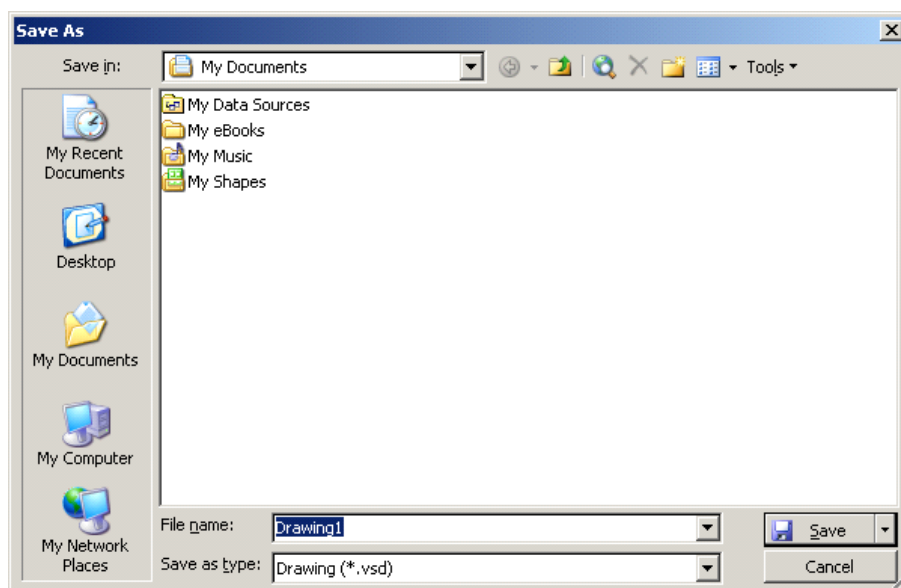 Save As
Save in:
My Documents
Tools
My Data Sources
My eBooks
My Music
My Shapes
My Recent
Documents
Desktop
My Documents
My Computer
My Network
Places
File name:
Drawing1
Save
Save as type:
Drawing (*.vsd)
Cancel